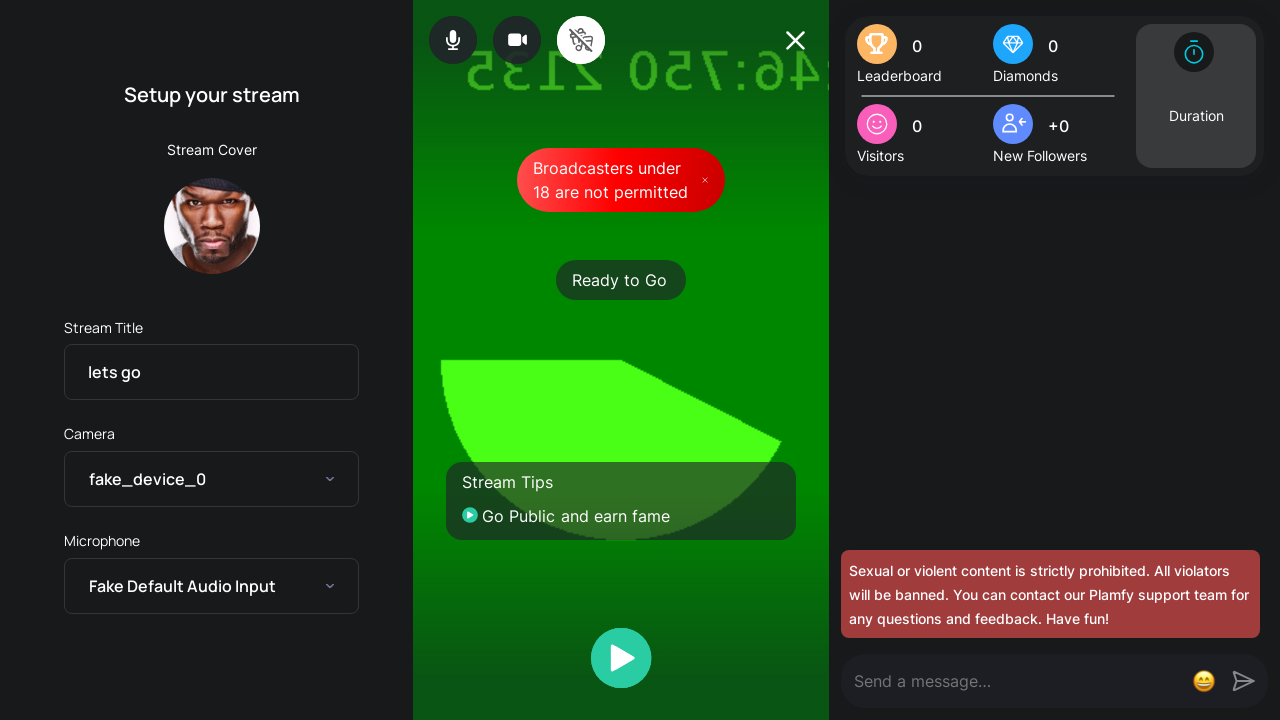 Setup your stream
Stream Cover
Stream Title
lets go
Camera
fake_device_0
Microphone
Fake Default Audio Input
Broadcasters under
18 are not permitted
Ready to Go
Stream Tips
Go Public and earn fame
0
Leaderboard
0
Diamonds
0
Visitors
+0
New Followers
Duration
Sexual or violent content is strictly prohibited. All violators
will be banned. You can contact our Plamfy support team for
any questions and feedback. Have fun!
Send a message...